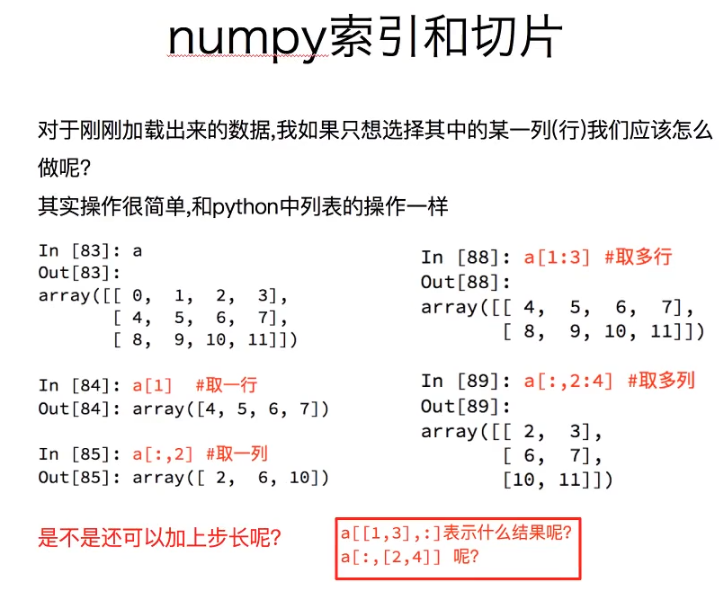 numpy索引和切片
对于刚刚加载出来的数据,我如果只想选择其中的某一列(行)我们应该怎么
做呢?
其实操作很简单,和python中列表的操作一样
In [83]: a
Out[83]:
array([[ 0,  1,  2,  3],
       [ 4,  5,  6,  7],
       [ 8,  9, 10, 11]])
In [84]: a[1]  #取一行
Out[84]: array([4, 5, 6, 7])
In [85]: a[:,2] #取一列
Out[85]: array([ 2,  6, 10])
In [88]: a[1:3] #取多行
Out[88]:
array([[ 4,  5,  6,  7],
       [ 8,  9, 10, 11]])
In [89]: a[:,2:4] #取多列
Out[89]:
array([[ 2,  3],
       [ 6,  7],
       [10, 11]])
是不是还可以加上步长呢?
a[[1,3],:]表示什么结果呢?
a[:,[2,4]] 呢?